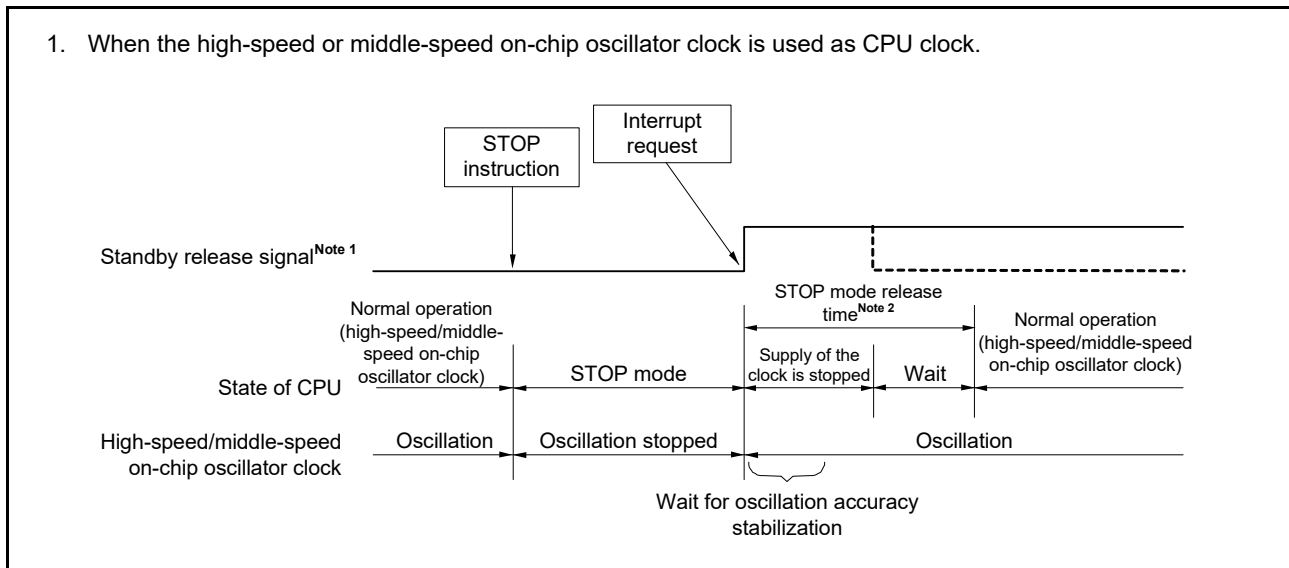 1. When the high-speed or middle-speed on-chip oscillator clock is used as CPU clock.
STOP
instruction
Interrupt
request
Standby release signalNote 1
STOP mode release
timeNote 2
Normal operation
(high-speed/middle-
speed on-chip
oscillator clock)
Supply of the
clock is stopped
Normal operation
(high-speed/middle-speed
on-chip oscillator clock)
State of CPU
STOP mode
Wait
High-speed/middle-speed
on-chip oscillator clock
Oscillation
Oscillation stopped
Oscillation
Wait for oscillation accuracy
stabilization